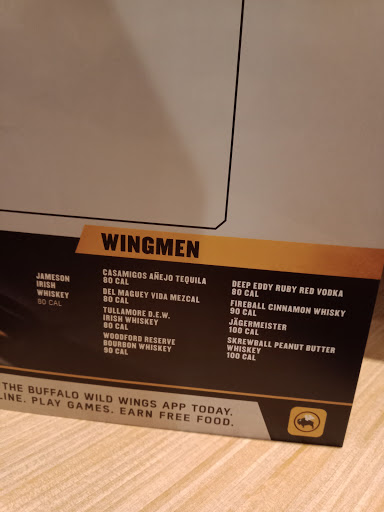 WINGMEN
JAMESON
IRISH
WHISKEY
80 CAL
CASAMIGOS AÑEJO TEQUILA
80 CAL
DEL MAGUEY VIDA MEZCAL
80 CAL
TULLAMORE D.E.W.
IRISH WHISKEY
80 CAL
WOODFORD RESERVE
BOURBON WHISKEY
90 CAL
DEEP EDDY RUBY RED VODKA
80 CAL
FIREBALL CINNAMON WHISKY
90 CAL
JÄGERMEISTER
100 CAL
SKREWBALL PEANUT BUTTER
WHISKEY
100 CAL
THE BUFFALO WILD WINGS APP TODAY.
LINE. PLAY GAMES. EARN FREE FOOD.